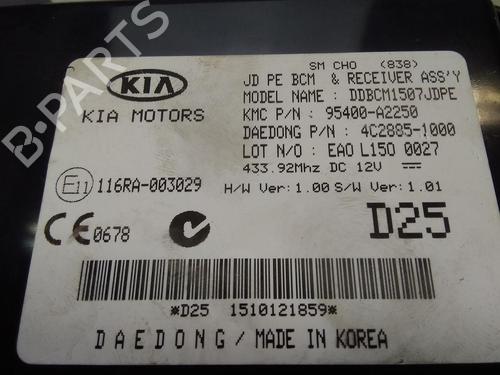 B-PARTS
SM CHO (838)
KIA
JD PE BCM & RECEIVER ASS'Y
MODEL NAME : DDBCM1507JDPE
KIA MOTORS
KMC P/N : 95400-A2250
DAEDONG P/N : 4C2885-1000
LOT N/O : EAO L150 0027
433.92Mhz DC 12V
E11 116RA-003029
H/W Ver: 1.00 S/W Ver: 1.01
CE 0678
D25
*D25 1510121859*
DAEDONG / MADE IN KOREA